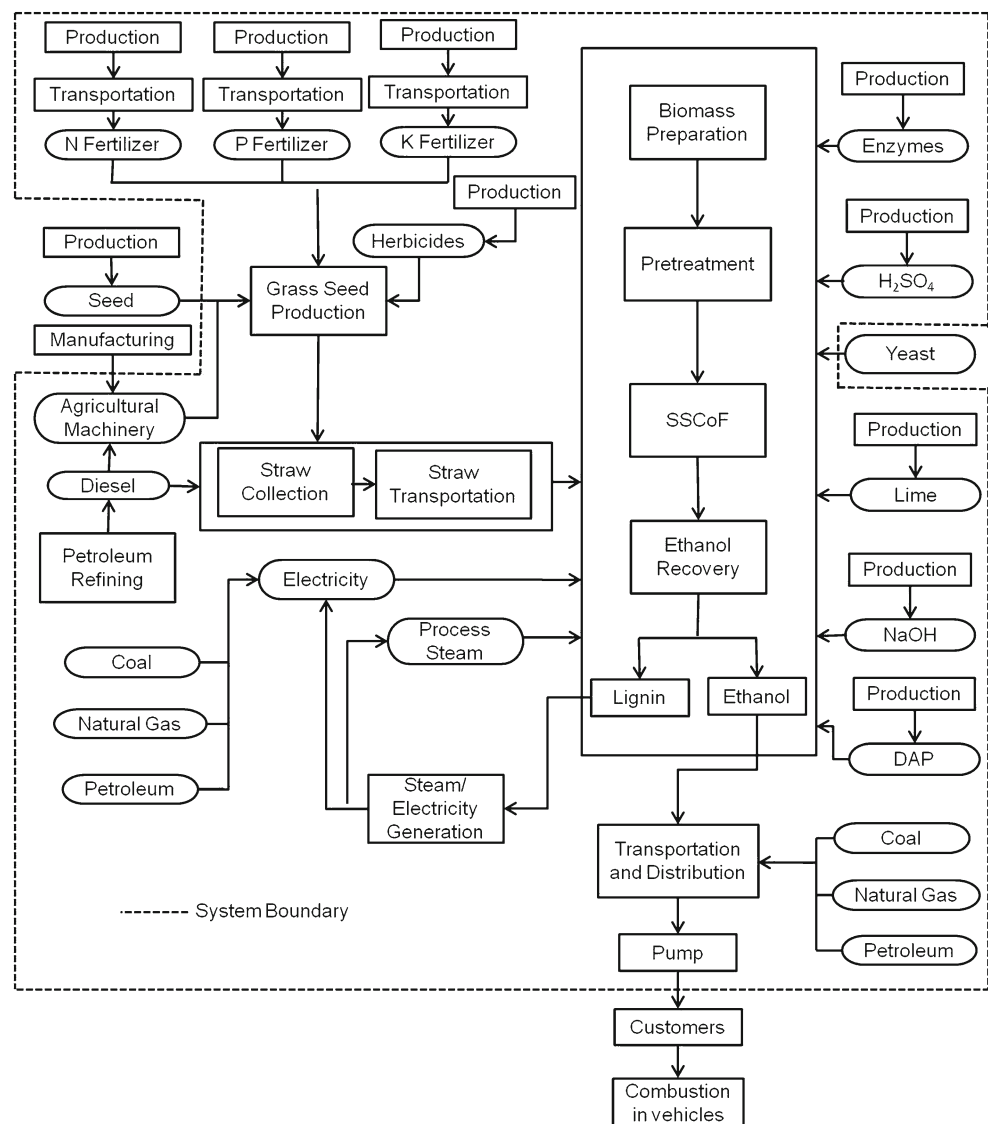 Production
Production
Production
Transportation
Transportation
Transportation
N Fertilizer
P Fertilizer
K Fertilizer
Production
Herbicides
Production
Seed
Manufacturing
Grass Seed
Production
Agricultural
Machinery
Diesel
Petroleum
Refining
Straw
Collection
Straw
Transportation
Electricity
Process
Steam
Coal
Natural Gas
Petroleum
Steam/
Electricity
Generation
Biomass
Preparation
Pretreatment
SSCoF
Ethanol
Recovery
Lignin
Ethanol
Production
Enzymes
Production
H₂SO₄
Yeast
Production
Lime
Production
NaOH
Production
DAP
Transportation
and Distribution
Coal
Natural Gas
Petroleum
Pump
System Boundary
Customers
Combustion
in vehicles